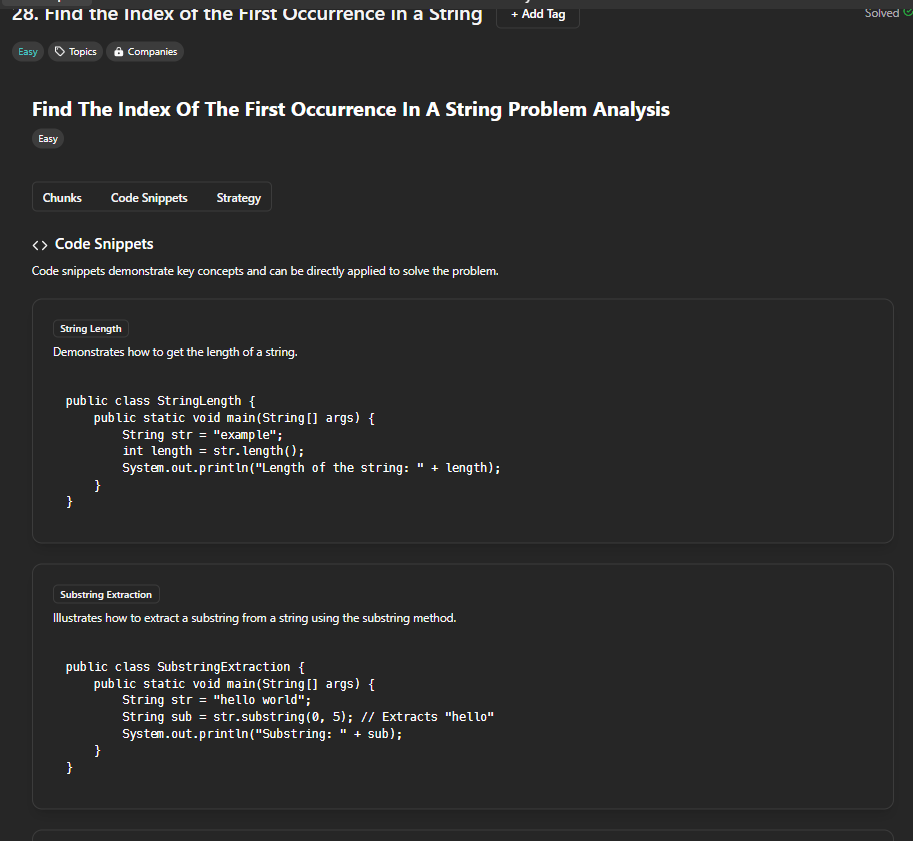 28. Find the Index of the First Occurrence in a String
+ Add Tag
Solved
Easy
Topics
Companies
Find The Index Of The First Occurrence In A String Problem Analysis
Easy
Chunks
Code Snippets
Strategy
<> Code Snippets
Code snippets demonstrate key concepts and can be directly applied to solve the problem.
String Length
Demonstrates how to get the length of a string.
public class StringLength {
    public static void main(String[] args) {
        String str = "example";
        int length = str.length();
        System.out.println("Length of the string: " + length);
    }
}
Substring Extraction
Illustrates how to extract a substring from a string using the substring method.
public class SubstringExtraction {
    public static void main(String[] args) {
        String str = "hello world";
        String sub = str.substring(0, 5); // Extracts "hello"
        System.out.println("Substring: " + sub);
    }
}